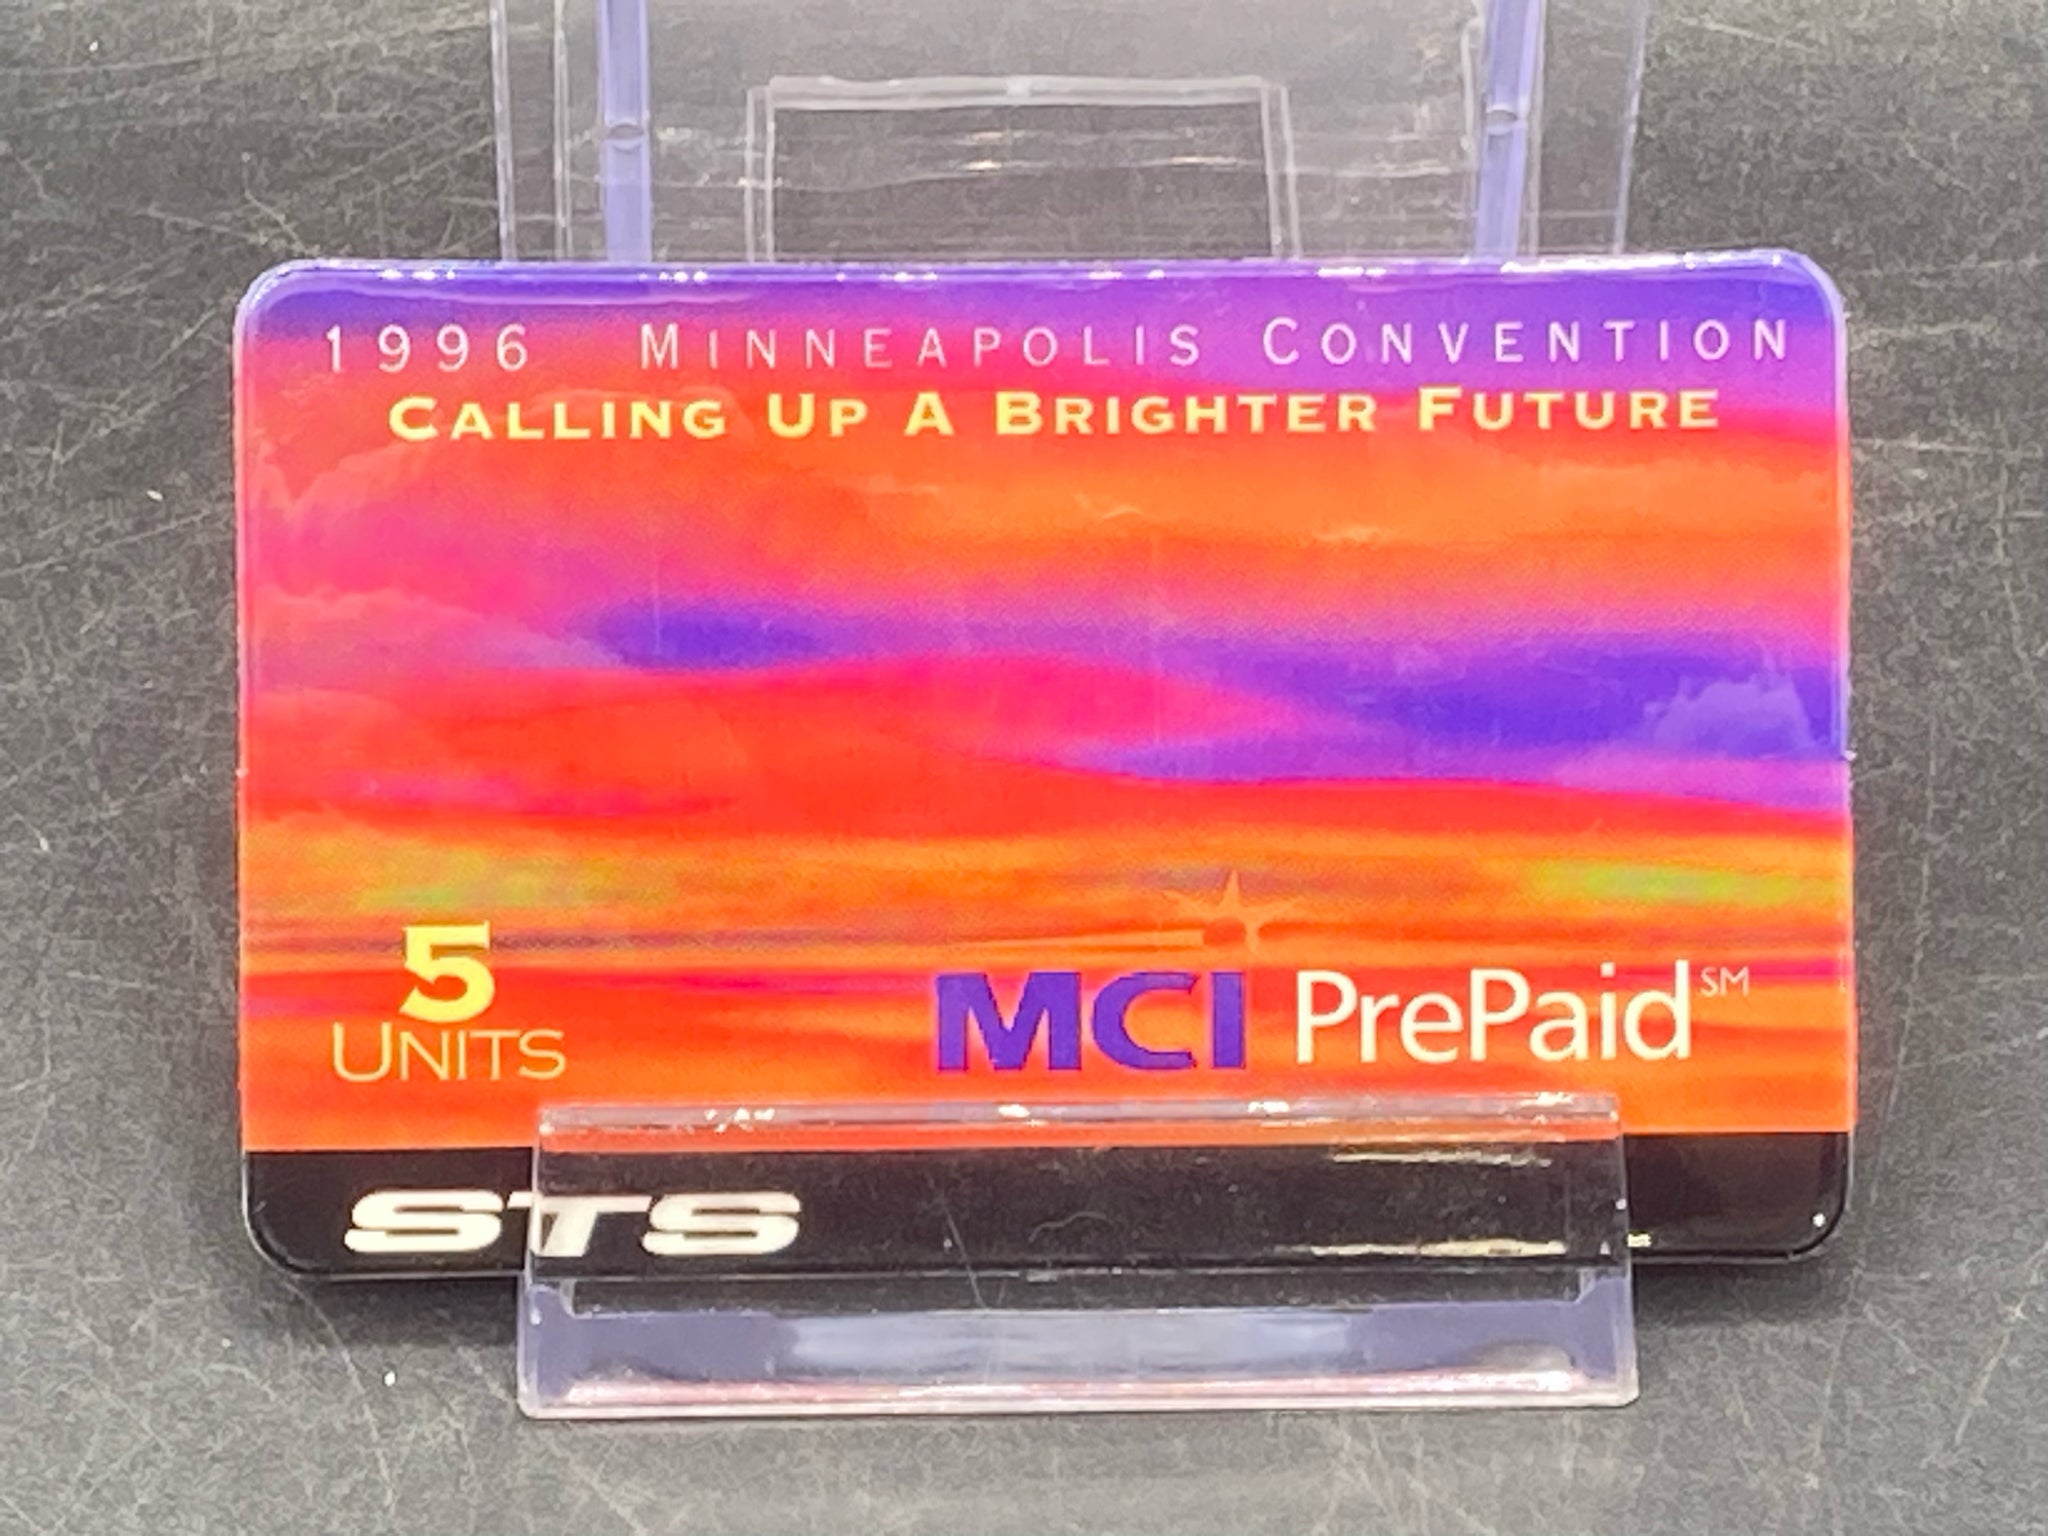 1996 MINNEAPOLIS CONVENTION
CALLING UP A BRIGHTER FUTURE
5
UNITS
MCI PrePaid SM
STS